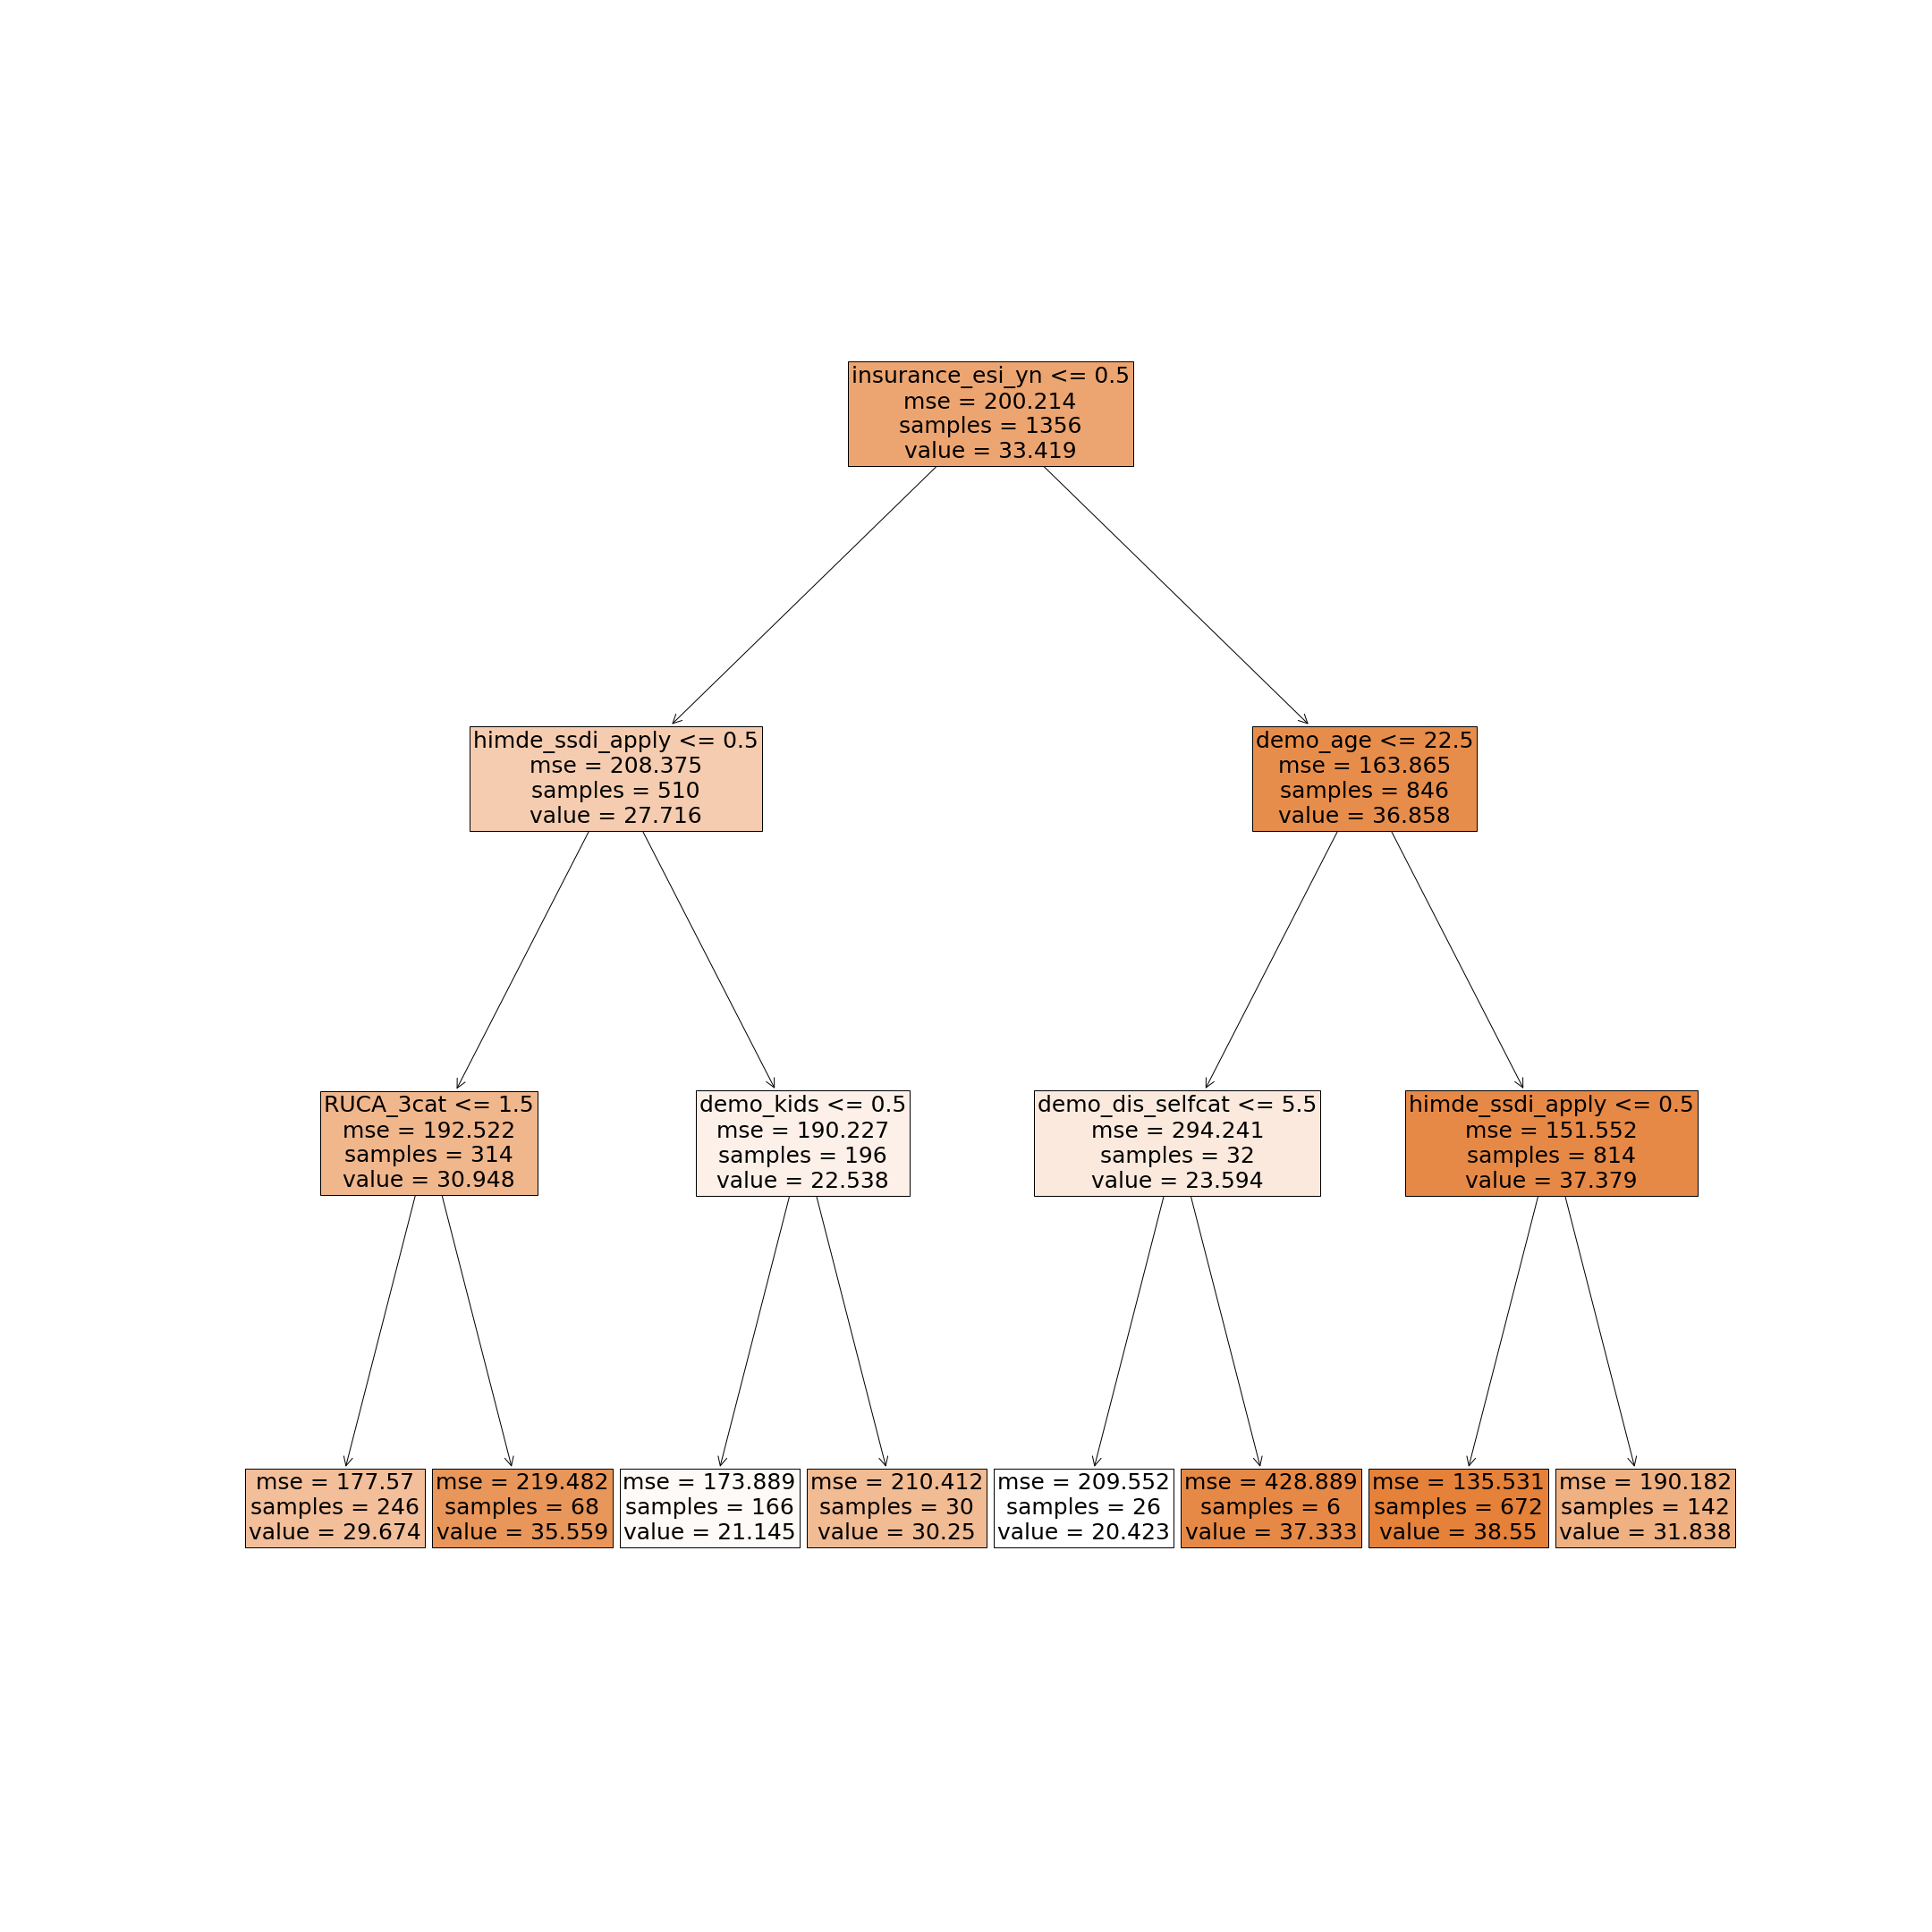 insurance_esi_yn <= 0.5
mse = 200.214
samples = 1356
value = 33.419
himde_ssdi_apply <= 0.5
mse = 208.375
samples = 510
value = 27.716
demo_age <= 22.5
mse = 163.865
samples = 846
value = 36.858
RUCA_3cat <= 1.5
mse = 192.522
samples = 314
value = 30.948
demo_kids <= 0.5
mse = 190.227
samples = 196
value = 22.538
demo_dis_selfcat <= 5.5
mse = 294.241
samples = 32
value = 23.594
himde_ssdi_apply <= 0.5
mse = 151.552
samples = 814
value = 37.379
mse = 177.57
samples = 246
value = 29.674
mse = 219.482
samples = 68
value = 35.559
mse = 173.889
samples = 166
value = 21.145
mse = 210.412
samples = 30
value = 30.25
mse = 209.552
samples = 26
value = 20.423
mse = 428.889
samples = 6
value = 37.333
mse = 135.531
samples = 672
value = 38.55
mse = 190.182
samples = 142
value = 31.838